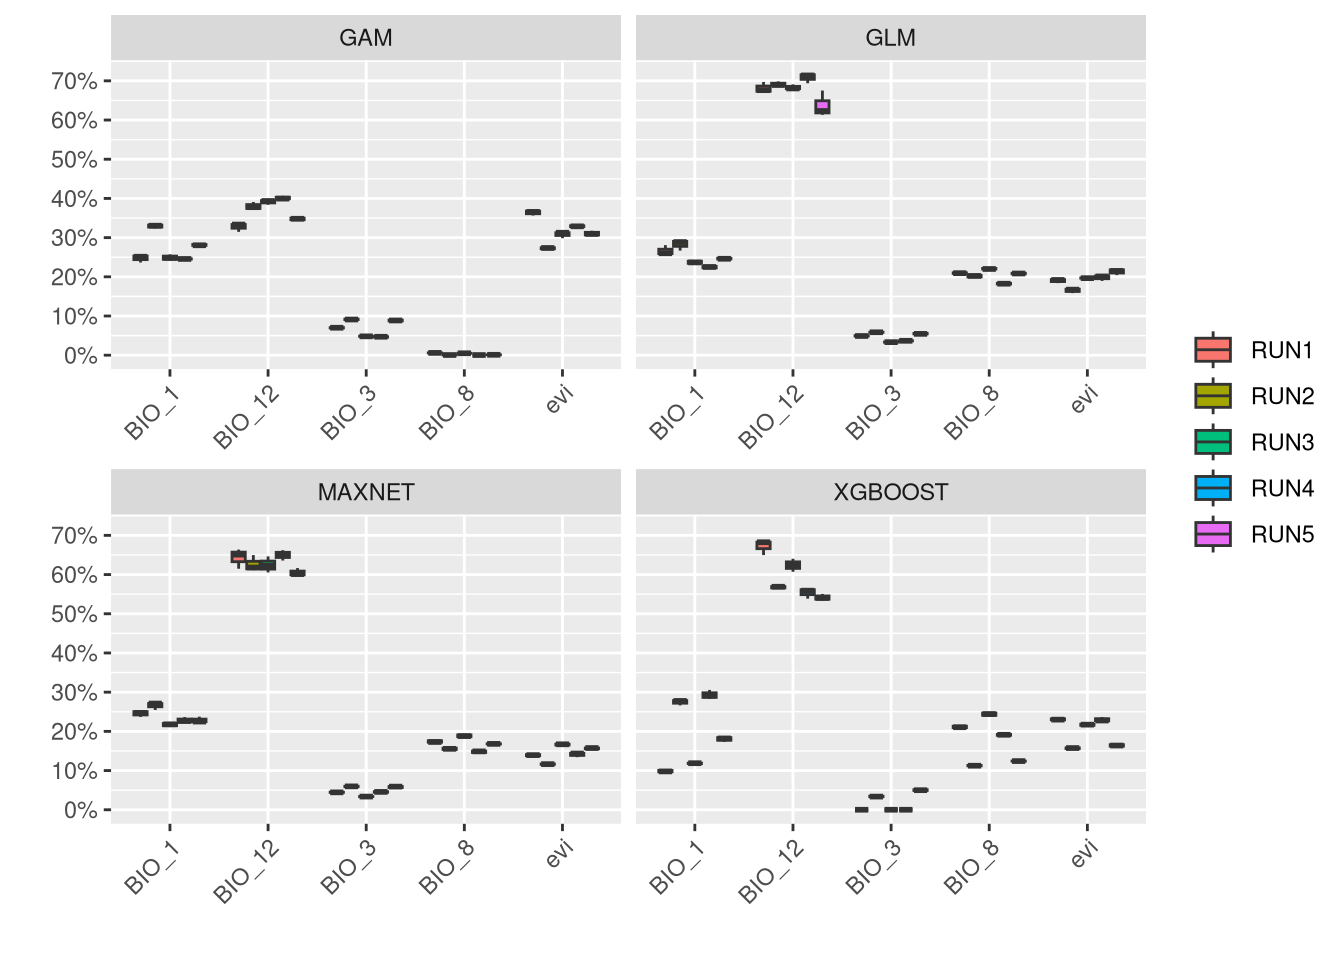 GAM
GLM
70%
60%
50%
40%
30%
20%
10%
0%
BIO_1
BIO_12
BIO_3
BIO_8
evi
BIO_1
BIO_12
BIO_3
BIO_8
evi
MAXNET
XGBOOST
70%
60%
50%
40%
30%
20%
10%
0%
BIO_1
BIO_12
BIO_3
BIO_8
evi
BIO_1
BIO_12
BIO_3
BIO_8
evi
RUN1
RUN2
RUN3
RUN4
RUN5